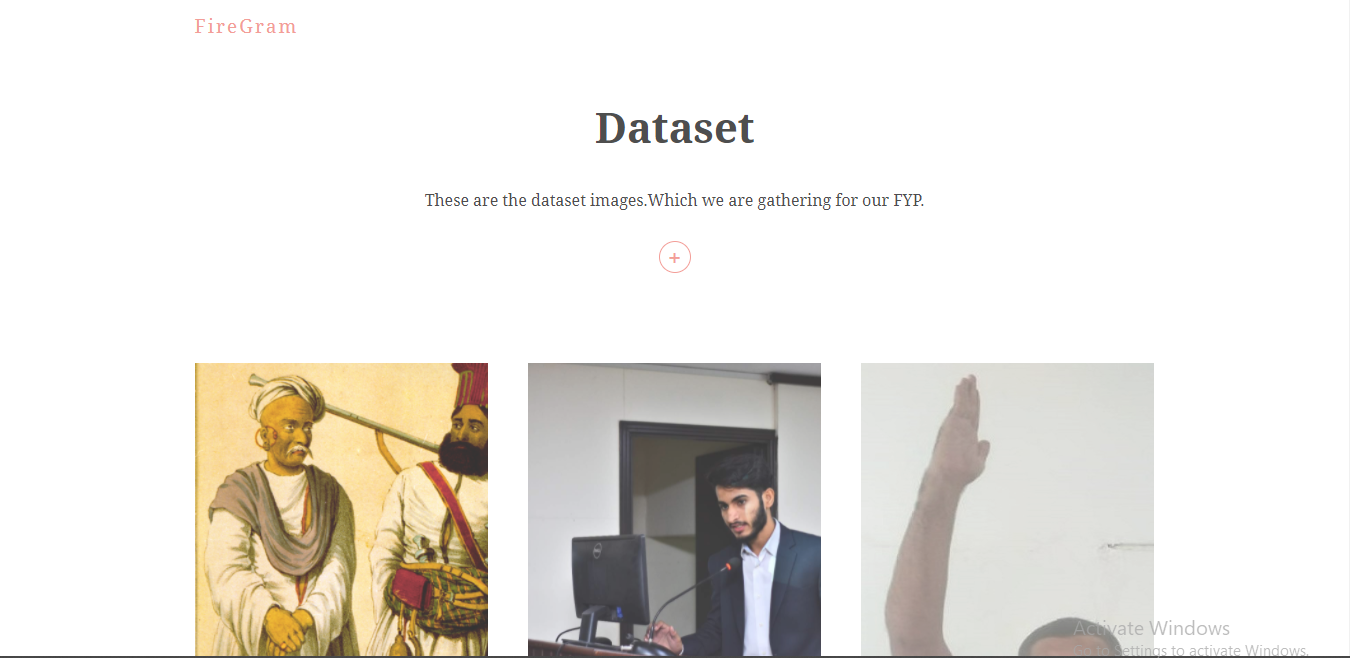 FireGram
Dataset
These are the dataset images.Which we are gathering for our FYP.
+
DELL
Activate Windows
Go to Settings to activate Windows.